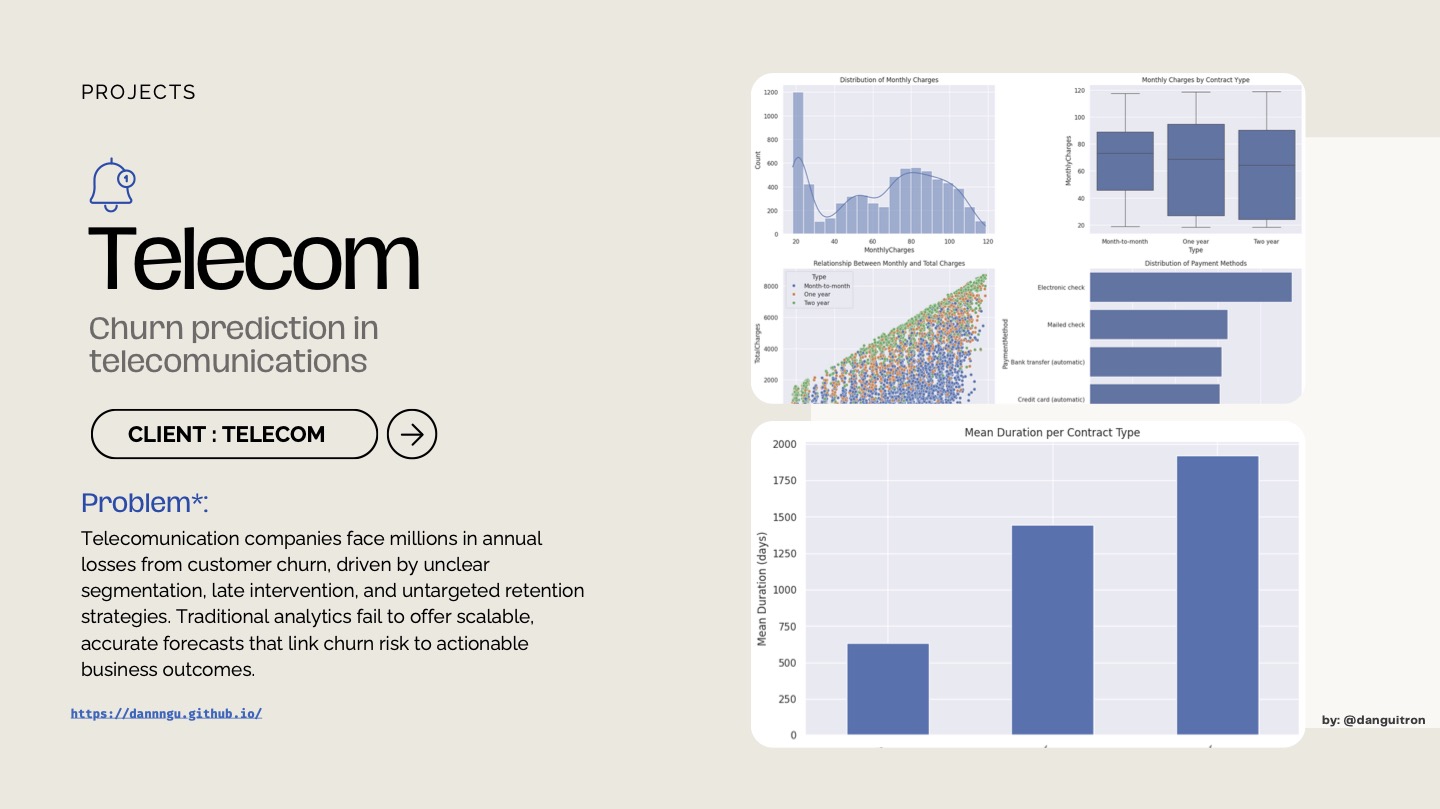 PROJECTS
1
Telecom
Churn prediction in
telecomunications
CLIENT : TELECOM
Problem*:
Telecomunication companies face millions in annual
losses from customer churn, driven by unclear
segmentation, late intervention, and untargeted retention
strategies. Traditional analytics fail to offer scalable,
accurate forecasts that link churn risk to actionable
business outcomes.
https://dannngu.github.io/
Distribution of Monthly Charges
Count
1200
1000
800
600
400
200
0
20 40 60 80 100 120
MonthlyCharges
Monthly Charges by Contract Type
MonthlyCharges
120
100
80
60
40
20
Month-to-month One year Two year
Type
Relationship Between Monthly and Total Charges
TotalCharges
8000
6000
4000
2000
Type
Month-to-month
One year
Two year
Distribution of Payment Methods
PaymentMethod
Electronic check
Mailed check
Bank transfer (automatic)
Credit card (automatic)
Mean Duration per Contract Type
Mean Duration (days)
2000
1750
1500
1250
1000
750
500
250
0
by: @danguitron